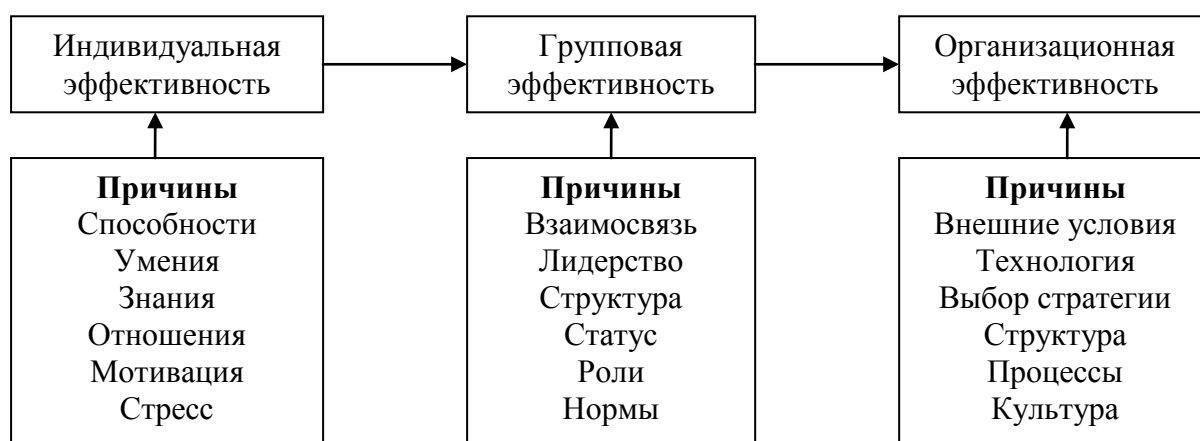 Индивидуальная
эффективность
Групповая
эффективность
Организационная
эффективность
Причины
Способности
Умения
Знания
Отношения
Мотивация
Стресс
Причины
Взаимосвязь
Лидерство
Структура
Статус
Роли
Нормы
Причины
Внешние условия
Технология
Выбор стратегии
Структура
Процессы
Культура